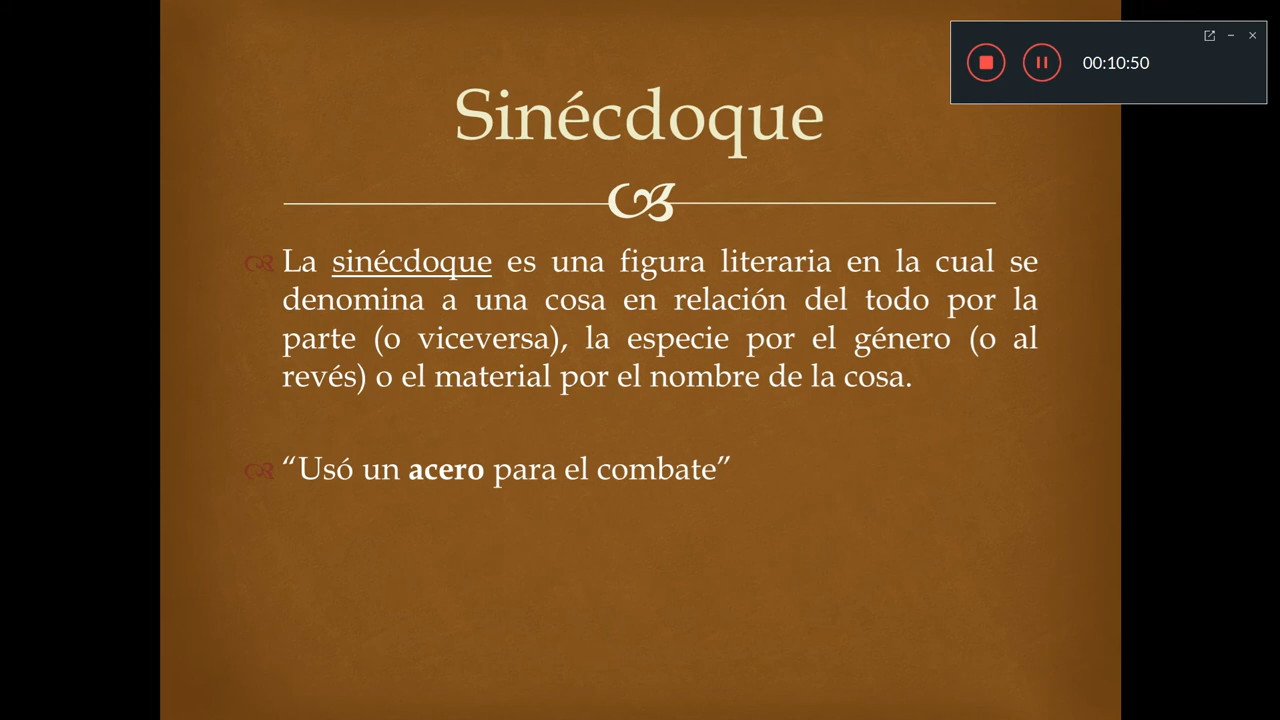 00:10:50
Sinécdoque
La sinécdoque es una figura literaria en la cual se
denomina a una cosa en relación del todo por la
parte (o viceversa), la especie por el género (o al
revés) o el material por el nombre de la cosa.
“Usó un acero para el combate”